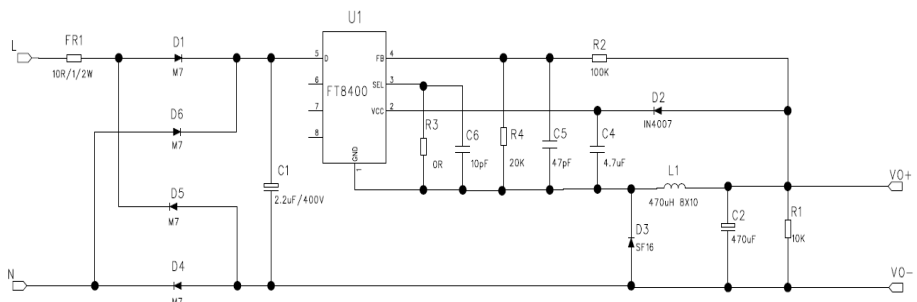 U1
L
FR1
10R/1/2W
D1
M7
5
D
FB
4
R2
100K
6
SEL
3
FT8400
7
VCC
2
D2
IN4007
8
GND
1
D6
M7
R3
0R
C6
10pF
R4
20K
C5
47pF
C4
4.7uF
C1
2.2uF/400V
D5
M7
L1
470uH 8X10
VO+
D3
SF16
C2
470uF
R1
10K
N
D4
M7
VO-